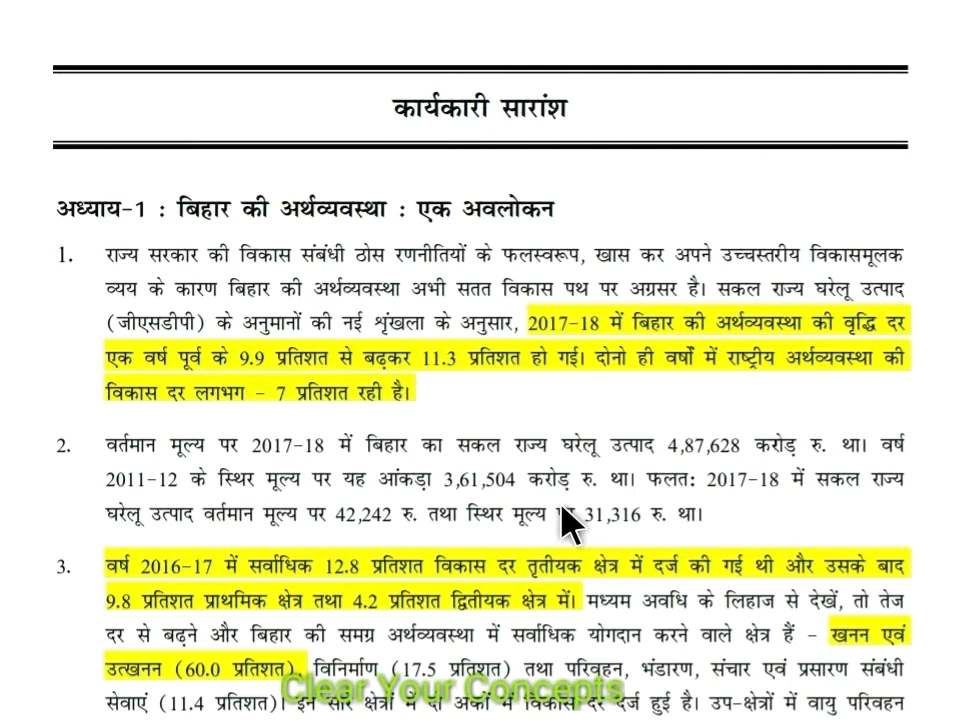 कार्यकारी सारांश
अध्याय-1 : बिहार की अर्थव्यवस्था : एक अवलोकन
1. राज्य सरकार की विकास संबंधी ठोस रणनीतियों के फलस्वरूप, खास कर अपने उच्चस्तरीय विकासमूलक
व्यय के कारण बिहार की अर्थव्यवस्था अभी सतत विकास पथ पर अग्रसर है। सकल राज्य घरेलू उत्पाद
(जीएसडीपी) के अनुमानों की नई शृंखला के अनुसार, 2017-18 में बिहार की अर्थव्यवस्था की वृद्धि दर
एक वर्ष पूर्व के 9.9 प्रतिशत से बढ़कर 11.3 प्रतिशत हो गई। दोनो ही वर्षों में राष्ट्रीय अर्थव्यवस्था की
विकास दर लगभग - 7 प्रतिशत रही है।
2. वर्तमान मूल्य पर 2017-18 में बिहार का सकल राज्य घरेलू उत्पाद 4,87,628 करोड़ रु. था। वर्ष
2011-12 के स्थिर मूल्य पर यह आंकड़ा 3,61,504 करोड़ रु. था। फलत: 2017-18 में सकल राज्य
घरेलू उत्पाद वर्तमान मूल्य पर 42,242 रु. तथा स्थिर मूल्य 31,316 रु. था।
3. वर्ष 2016-17 में सर्वाधिक 12.8 प्रतिशत विकास दर तृतीयक क्षेत्र में दर्ज की गई थी और उसके बाद
9.8 प्रतिशत प्राथमिक क्षेत्र तथा 4.2 प्रतिशत द्वितीयक क्षेत्र में। मध्यम अवधि के लिहाज से देखें, तो तेज
दर से बढ़ने और बिहार की समग्र अर्थव्यवस्था में सर्वाधिक योगदान करने वाले क्षेत्र हैं - खनन एवं
उत्खनन (60.0 प्रतिशत), विनिर्माण (17.5 प्रतिशत) तथा परिवहन, भंडारण, संचार एवं प्रसारण संबंधी
सेवाएं (11.4 प्रतिशत)। इन क्षेत्रों में दो अंकों में विकास दर दर्ज हुई है। उप-क्षेत्रों में वायु परिवहन
Clear Your Concepts